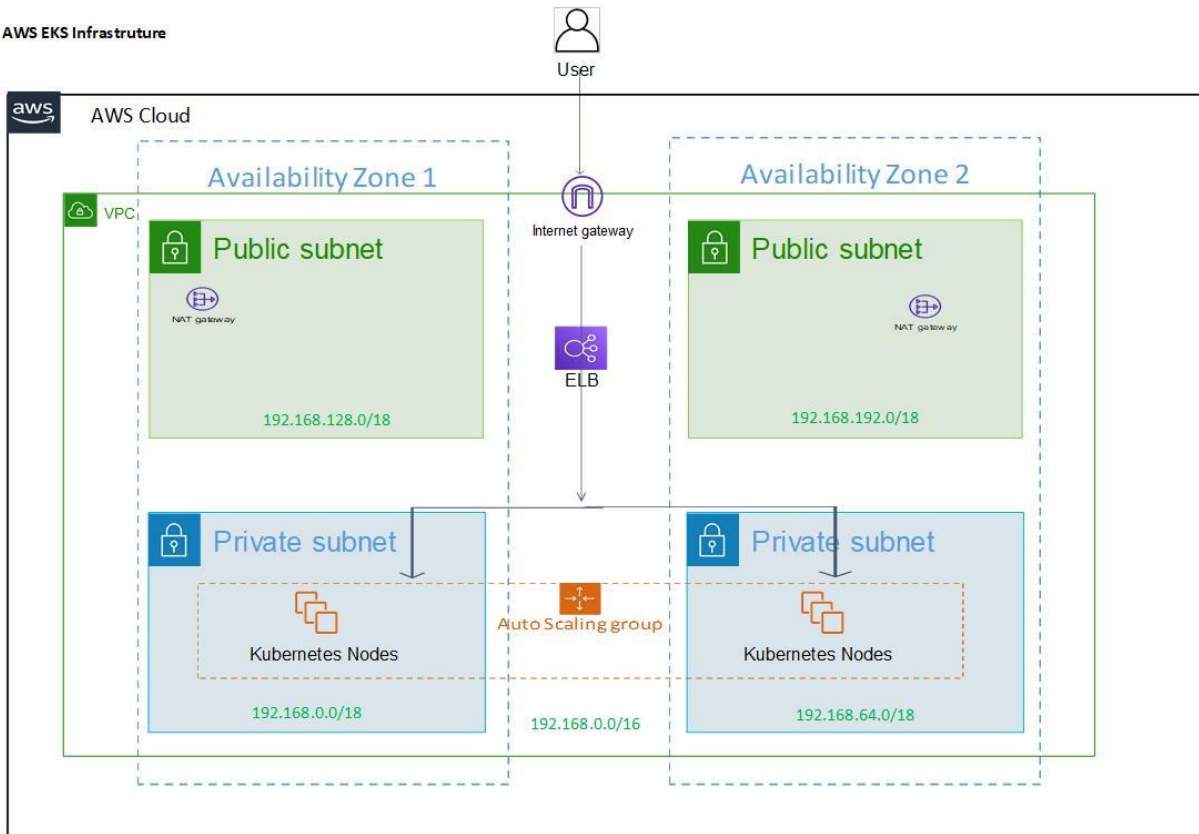 AWS EKS Infrastruture
User
aws
AWS Cloud
Availability Zone 1
Availability Zone 2
VPC
Internet gateway
Public subnet
Public subnet
NAT gateway
NAT gateway
ELB
192.168.128.0/18
192.168.192.0/18
Private subnet
Private subnet
Auto Scaling group
Kubernetes Nodes
Kubernetes Nodes
192.168.0.0/18
192.168.0.0/16
192.168.64.0/18